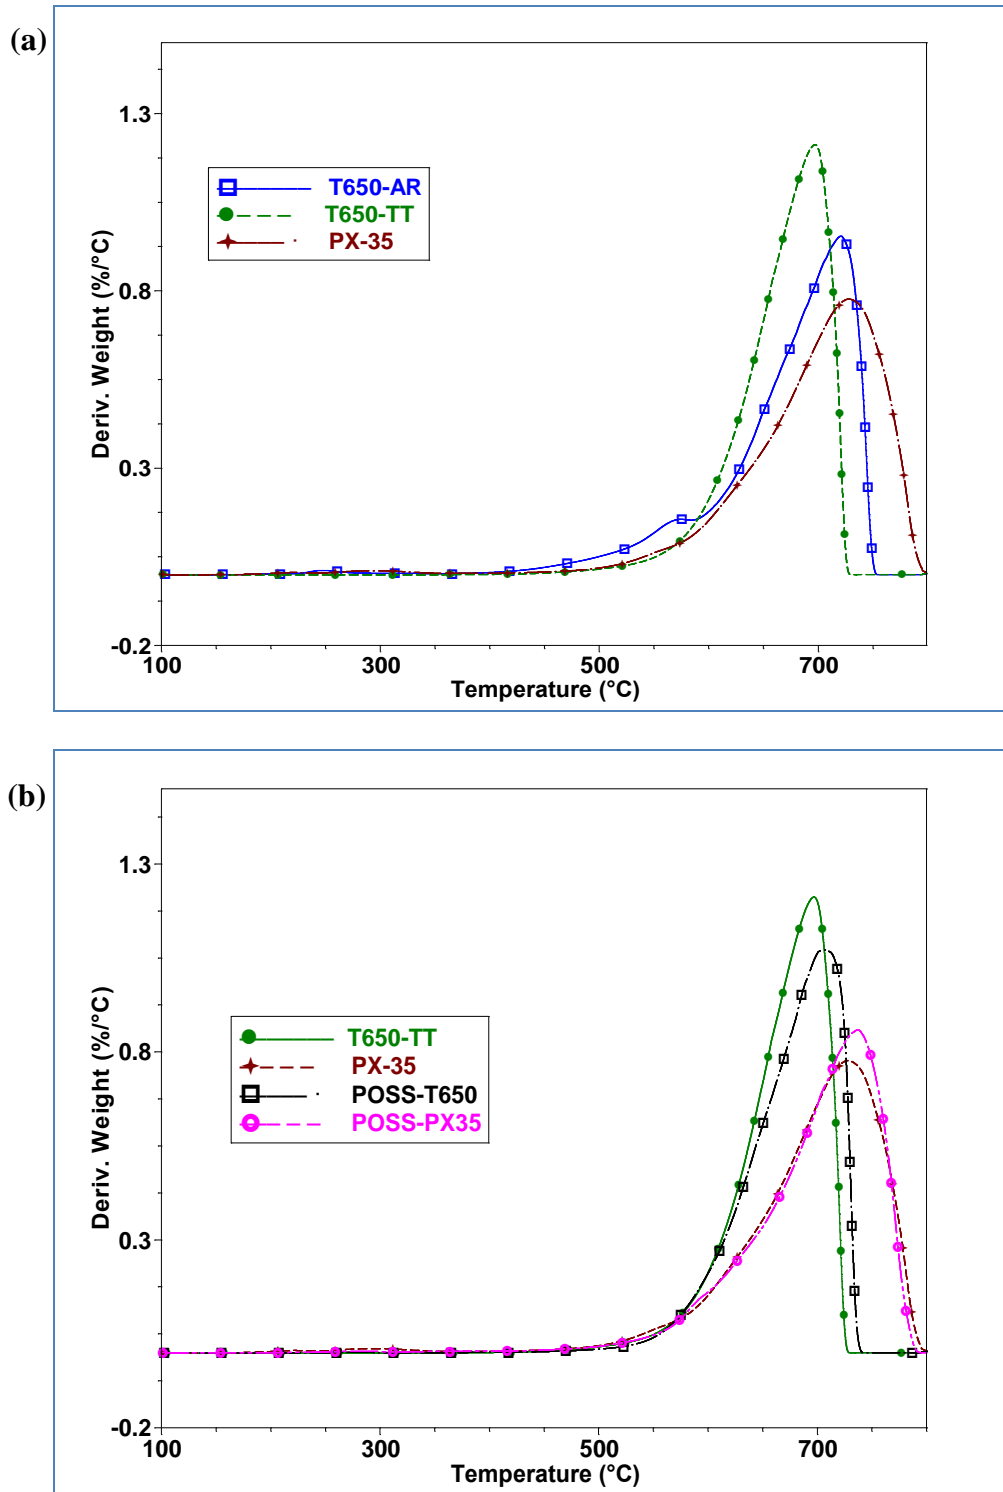 (a)
1.3
0.8
0.3
-0.2
Deriv. Weight (%/°C)
T650-AR
T650-TT
PX-35
100
300
500
700
Temperature (°C)
(b)
1.3
0.8
0.3
-0.2
Deriv. Weight (%/°C)
T650-TT
PX-35
POSS-T650
POSS-PX35
100
300
500
700
Temperature (°C)